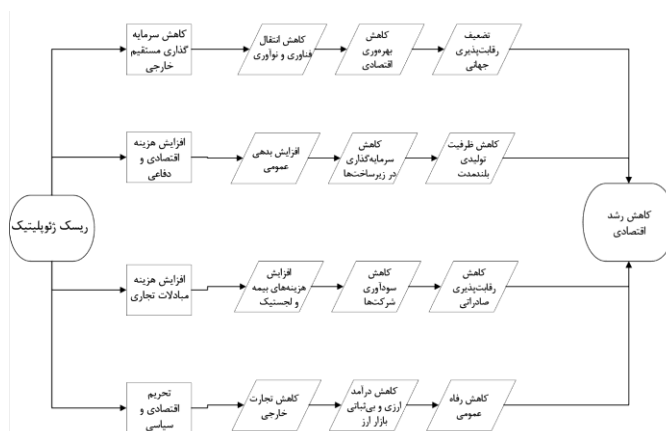 کاهش سرمایه
گذاری مستقیم
خارجی
کاهش انتقال
فناوری و نوآوری
کاهش
بهره‌وری
اقتصادی
تضعیف
رقابت‌پذیری
جهانی
افزایش هزینه
اقتصادی و
دفاعی
افزایش بدهی
عمومی
کاهش
سرمایه‌گذاری
در زیرساخت‌ها
کاهش ظرفیت
تولیدی
بلندمدت
ریسک ژئوپلیتیک
کاهش رشد
اقتصادی
افزایش هزینه
مبادلات تجاری
افزایش
هزینه‌های بیمه
و لجستیک
کاهش
سودآوری
شرکت‌ها
کاهش
رقابت‌پذیری
صادراتی
تحریم
اقتصادی و
سیاسی
کاهش تجارت
خارجی
کاهش درآمد
ارزی و بی‌ثباتی
بازار ارز
کاهش رفاه
عمومی